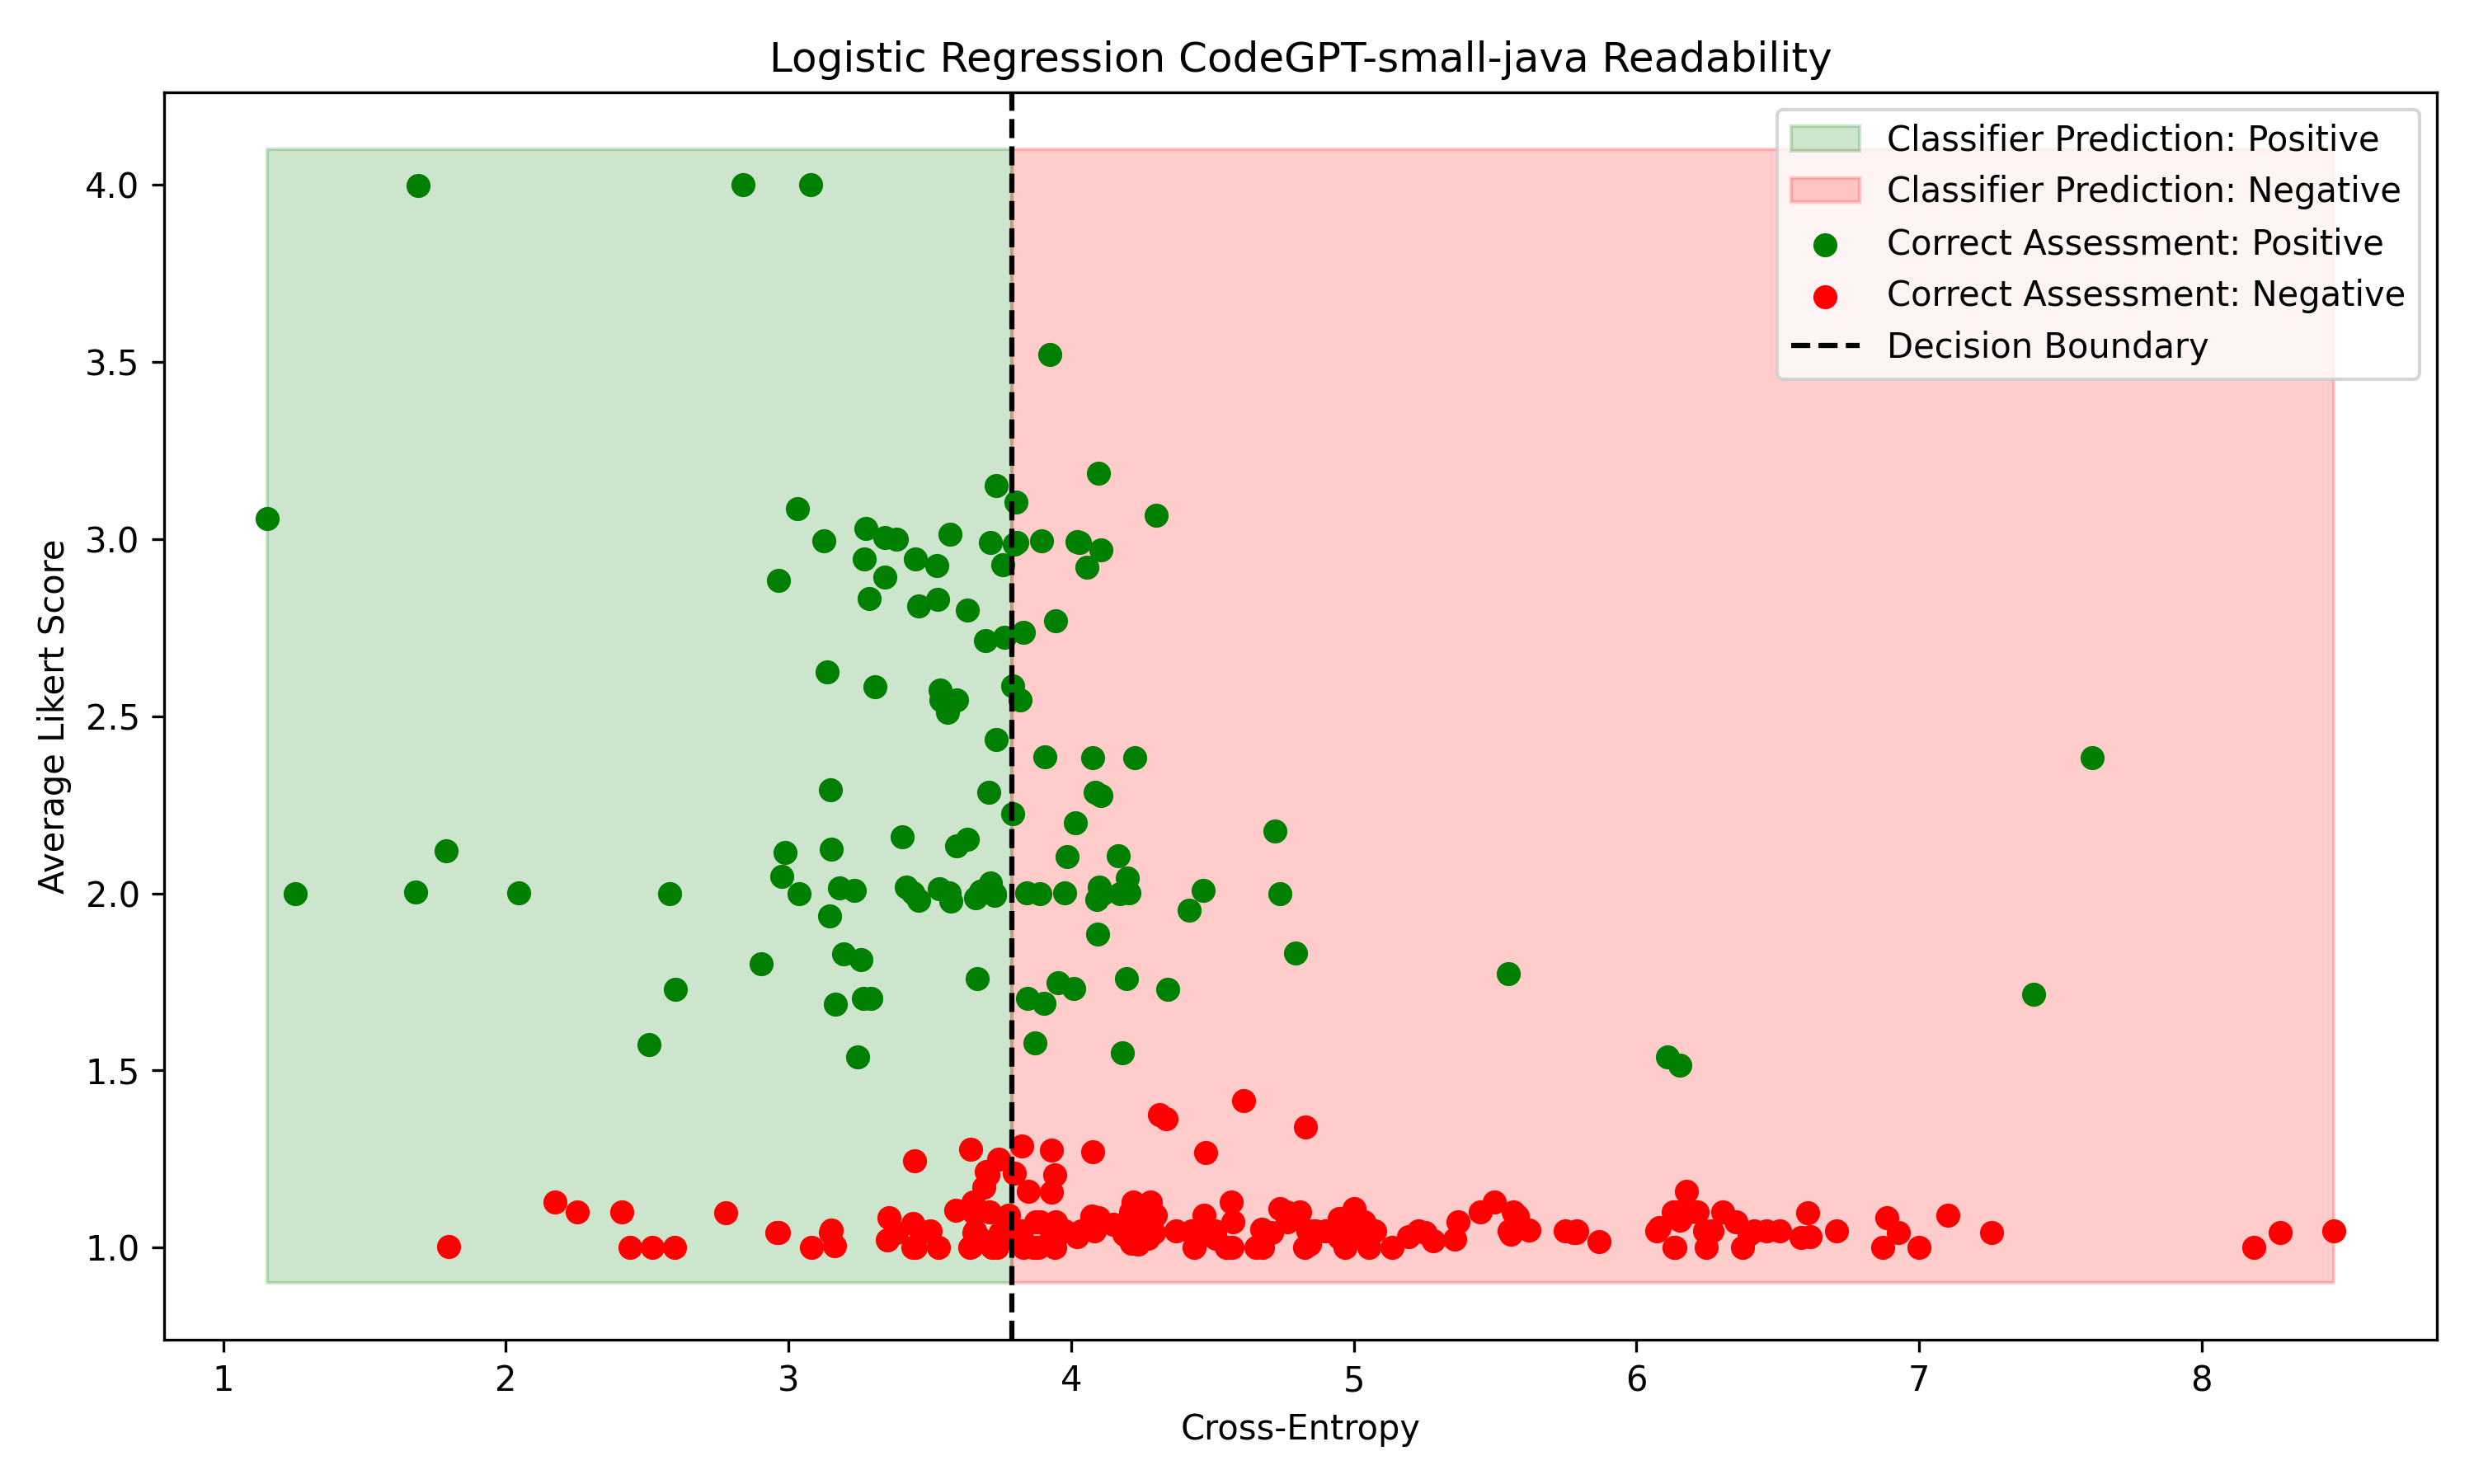 Logistic Regression CodeGPT-small-java Readability
Classifier Prediction: Positive
Classifier Prediction: Negative
Correct Assessment: Positive
Correct Assessment: Negative
Decision Boundary
Average Likert Score
4.0
3.5
3.0
2.5
2.0
1.5
1.0
1 2 3 4 5 6 7 8
Cross-Entropy